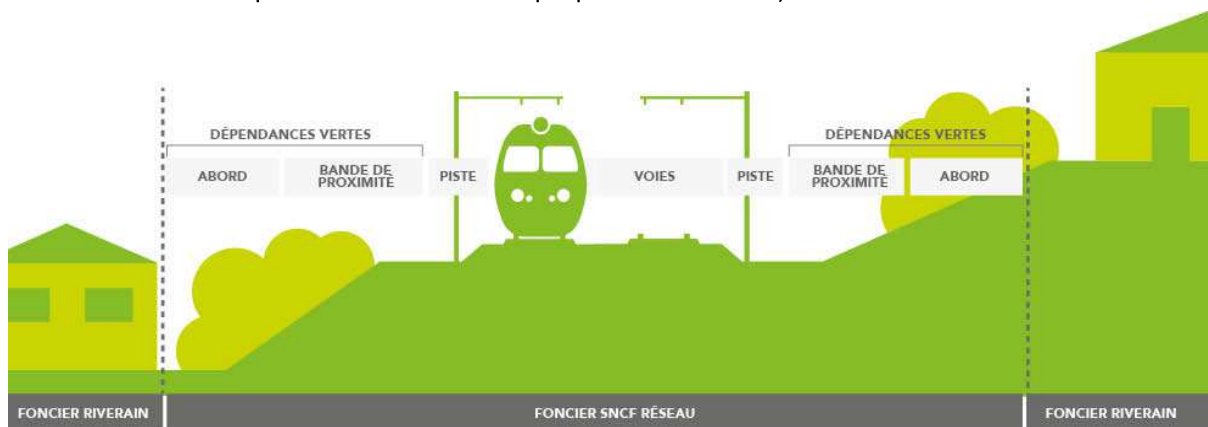 DÉPENDANCES VERTES
DÉPENDANCES VERTES
ABORD
BANDE DE
PROXIMITÉ
PISTE
VOIES
PISTE
BANDE DE
PROXIMITÉ
ABORD
FONCIER RIVERAIN
FONCIER SNCF RÉSEAU
FONCIER RIVERAIN